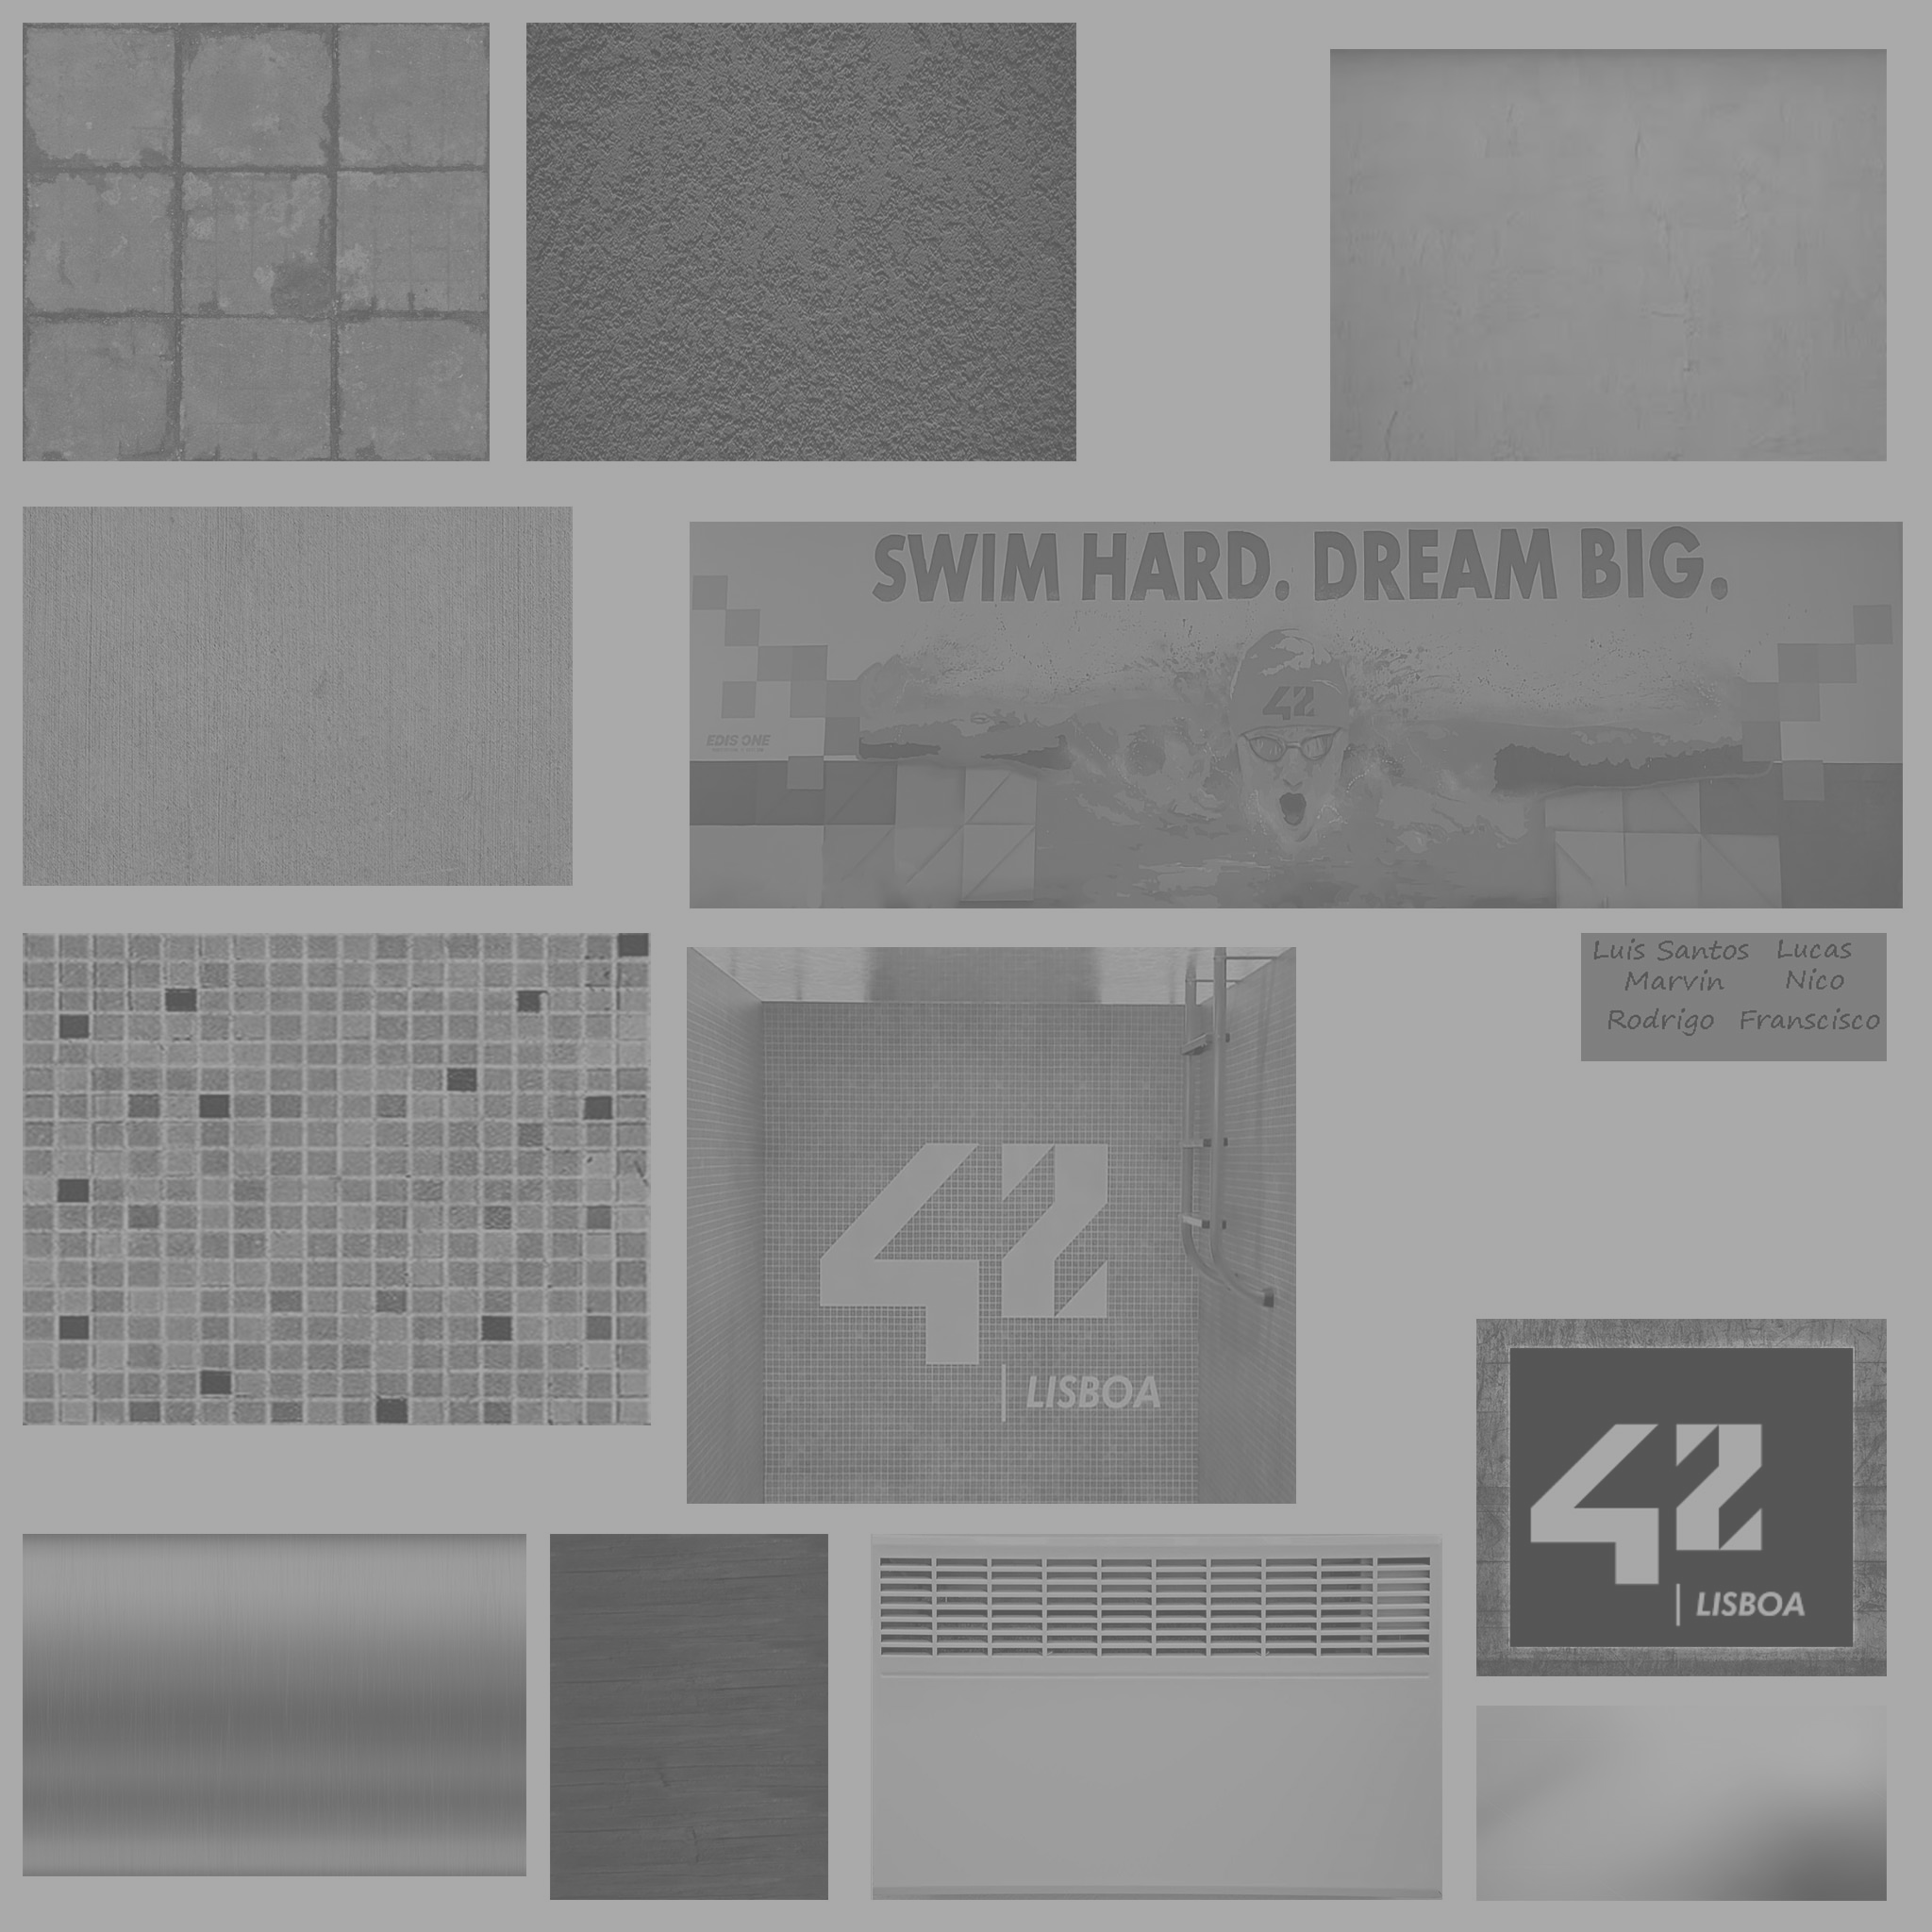 SWIM HARD. DREAM BIG.
42
EDIS ONE
Luis Santos Lucas
Marvin Nico
Rodrigo Franscisco
42
LISBOA
42
LISBOA